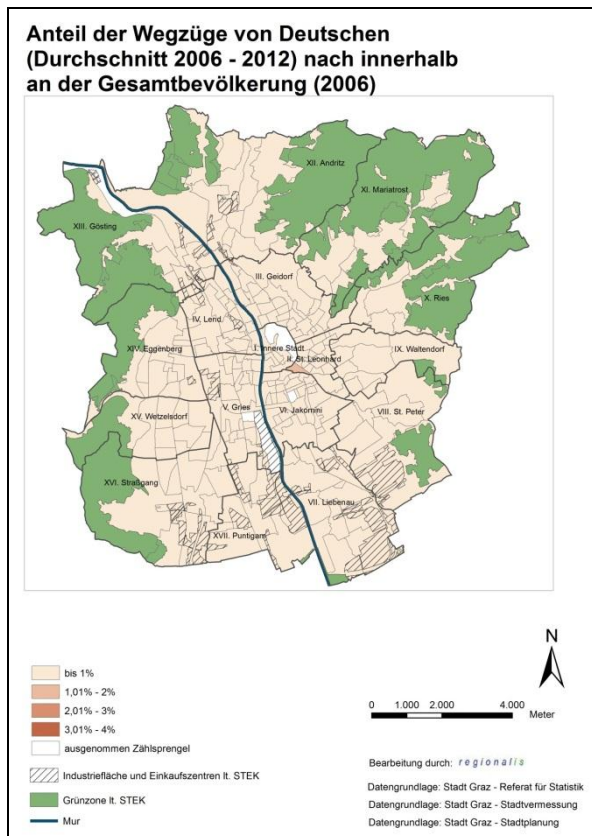 Anteil der Wegzüge von Deutschen
(Durchschnitt 2006 - 2012) nach innerhalb
an der Gesamtbevölkerung (2006)
XII. Andritz
XI. Mariatrost
XIII. Gösting
III. Geidorf
X. Ries
IV. Lend
I. Innere Stadt
II. St. Leonhard
IX. Waltendorf
XIV. Eggenberg
V. Gries
VI. Jakomini
VIII. St. Peter
XV. Wetzelsdorf
XVI. Straßgang
VII. Liebenau
XVII. Puntigam
N
bis 1%
1,01% - 2%
2,01% - 3%
3,01% - 4%
ausgenommen Zählsprengel
Industriefläche und Einkaufszentren lt. STEK
Grünzone lt. STEK
Mur
0 1.000 2.000 4.000
Meter
Bearbeitung durch: regionalis
Datengrundlage: Stadt Graz - Referat für Statistik
Datengrundlage: Stadt Graz - Stadtvermessung
Datengrundlage: Stadt Graz - Stadtplanung